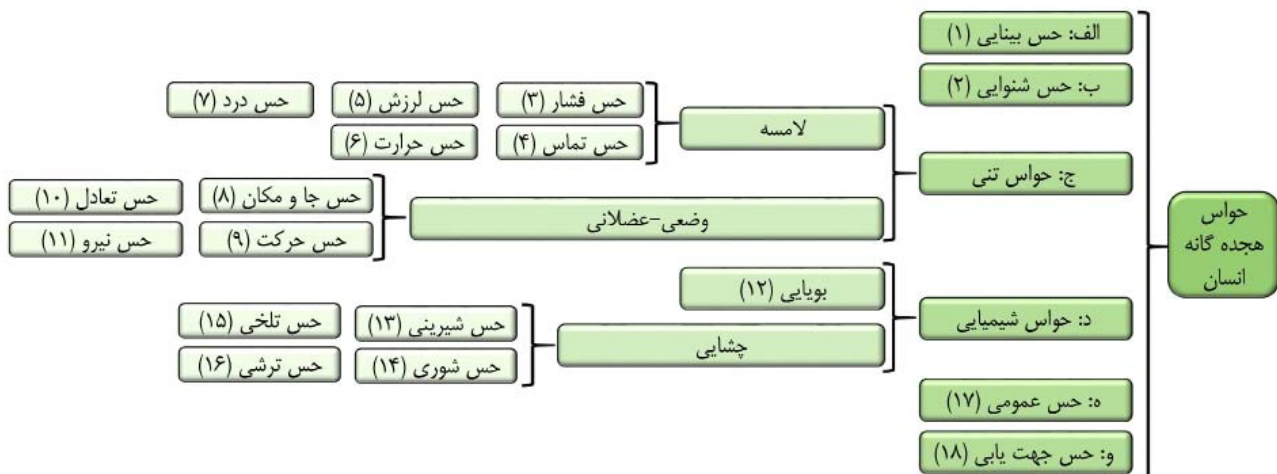 حواس
هجده گانه
انسان
الف: حس بینایی (۱)
ب: حس شنوایی (۲)
ج: حواس تنی
لامسه
حس فشار (۳)
حس لرزش (۵)
حس درد (۷)
حس تماس (۴)
حس حرارت (۶)
وضعی-عضلانی
حس جا و مکان (۸)
حس تعادل (۱۰)
حس حرکت (۹)
حس نیرو (۱۱)
د: حواس شیمیایی
بویایی (۱۲)
چشایی
حس شیرینی (۱۳)
حس تلخی (۱۵)
حس شوری (۱۴)
حس ترشی (۱۶)
ه: حس عمومی (۱۷)
و: حس جهت یابی (۱۸)